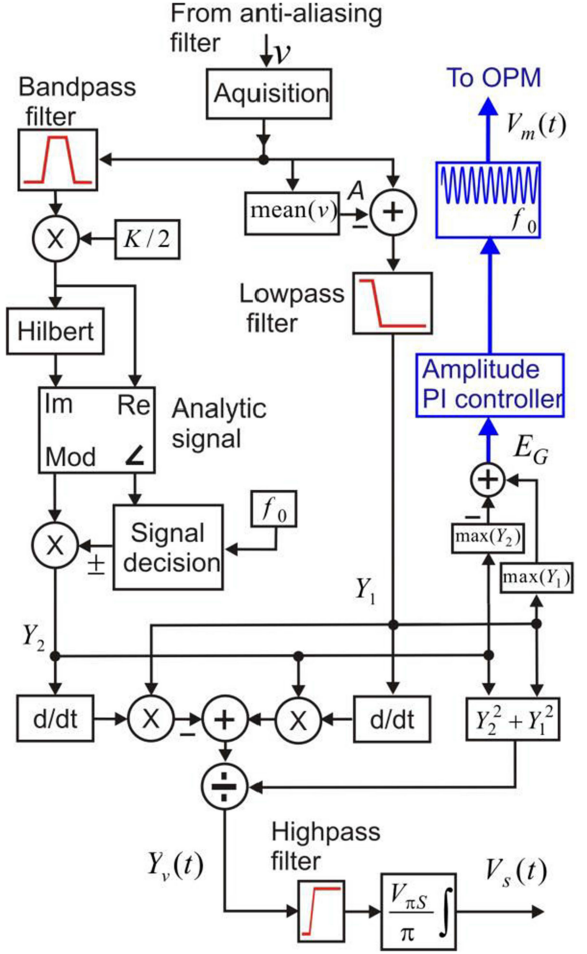 From anti-aliasing
filter
v
Aquisition
Bandpass
filter
To OPM
V_m(t)
f_0
mean(v)
A
−
+
X
K / 2
Lowpass
filter
Hilbert
Amplitude
PI controller
Im
Re
Mod
∠
Analytic
signal
E_G
+
−
max(Y_2)
max(Y_1)
f_0
X
±
Signal
decision
Y_1
Y_2
d/dt
X
−
+
X
d/dt
Y_2^2 + Y_1^2
÷
Y_v(t)
Highpass
filter
V_πS
π
∫
V_s(t)